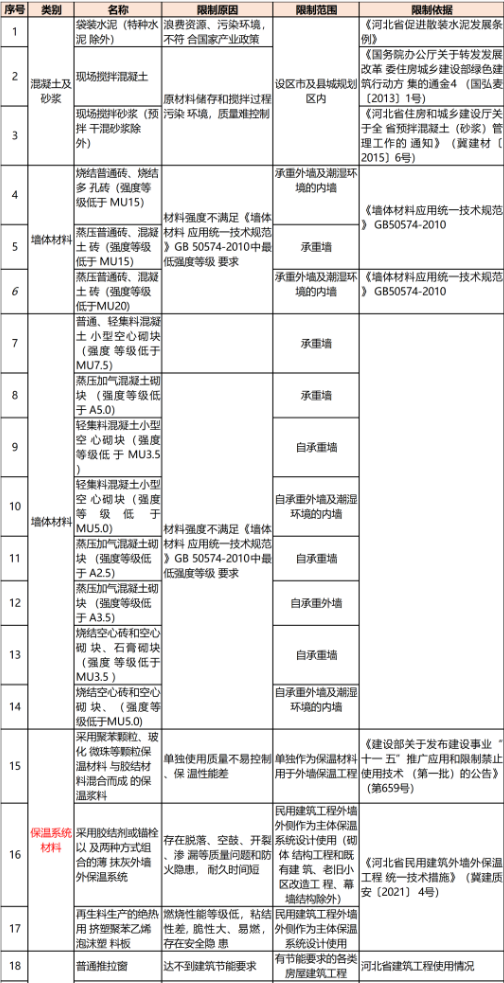 序号 类别 名称 限制原因 限制范围 限制依据
1
混凝土及
砂浆
袋装水泥（特种水
泥 除外）
浪费资源、污染环境，
不符 合国家产业政策
设区市及县城规划
区内
《河北省促进散装水泥发展条
例》
2
现场搅拌混凝土
原材料储存和搅拌过程
污染 环境，质量难控制
《国务院办公厅关于转发发展
改革 委住房城乡建设部绿色建
筑行动方 集的通金4 （国弘麦
〔2013〕1号）
3
现场搅拌砂浆（预
拌 干混砂浆除
外）
《河北省住房和城乡建设厅关
于全 省预拌混凝土（砂浆）管
理工作的 通知》（冀建材〔
2015〕6号）
4
墙体材料
烧结普通砖、烧结
多 孔砖（强度等
级低于 MU15）
材料强度不满足《墙体
材料 应用统一技术规范
》GB 50574-2010中最
低强度等级 要求
承重外墙及潮湿环
境的内墙
《墙体材料应用统一技术规范
》 GB50574-2010
5
蒸压普通砖、混凝
土 砖（强度等级
低于 MU15）
承重墙
6
蒸压普通砖、混凝
土 砖（强度等级
低于MU20)
承重外墙及潮湿环
境的内墙
《墙体材料应用统一技术规范
》 GB50574-2010
7
墙体材料
普通、轻集料混凝
土 小型空心砌块
（强度 等级低于
MU7.5）
承重墙
8
蒸压加气混凝土砌
块 （强度等级低
于 A5.0）
材料强度不满足《墙体
材料 应用统一技术规范
》GB 50574-2010中最
低强度等级 要求
承重墙
9
轻集料混凝土小型
空 心砌块（强度
等级低 于 MU3.5
）
自承重墙
10
轻集料混凝土小型
空 心砌块（强度
等 级 低 于
MU5.0）
自承重外墙及潮湿
环境的内墙
11
蒸压加气混凝土砌
块 （强度等级低
于 A2.5）
自承重墙
12
蒸压加气混凝土砌
块 （强度等级低
于 A3.5）
自承重外墙
13
烧结空心砖和空心
砌 块、石膏砌块
（强度 等级低于
MU3.5 ）
自承重墙
14
烧结空心砖和空心
砌 块、（强度等
级低于MU5.0)
自承重外墙及潮湿
环境的内墙
15
保温系统
材料
采用聚苯颗粒、玻
化 微珠等颗粒保
温材料 与胶结材
料混合而成 的保
温浆料
单独使用质量不易控制
、保 温性能差
单独作为保温材料
用于外墙保温工程
《建设部关于发布建设事业“
十一 五”推广应用和限制禁止
使用技术 （第一批）的公告》
（第659号）
16
采用胶结剂或锚栓
以 及两种方式组
合的薄 抹灰外墙
外保温系统
存在脱落、空鼓、开裂
、渗 漏等质量问题和防
火隐患， 耐久时间短
民用建筑工程外墙
外侧作为主体保温
系统设计使用（砌
体 结构工程和既
有建 筑、老旧小
区改造工 程、幕
墙结构除外）
《河北省民用建筑外墙外保温
工程 统一技术措施》（冀建质
安〔2021〕 4号）
17
再生料生产的绝热
用 挤塑聚苯乙烯
泡沫塑 料板
燃烧性能等级低，粘结
性差, 脆性大、易燃，
存在安全隐 患
民用建筑工程外墙
外侧作为主体保温
系统设计使用
18
普通推拉窗
达不到建筑节能要求
有节能要求的各类
房屋建筑工程
河北省建筑工程使用情况